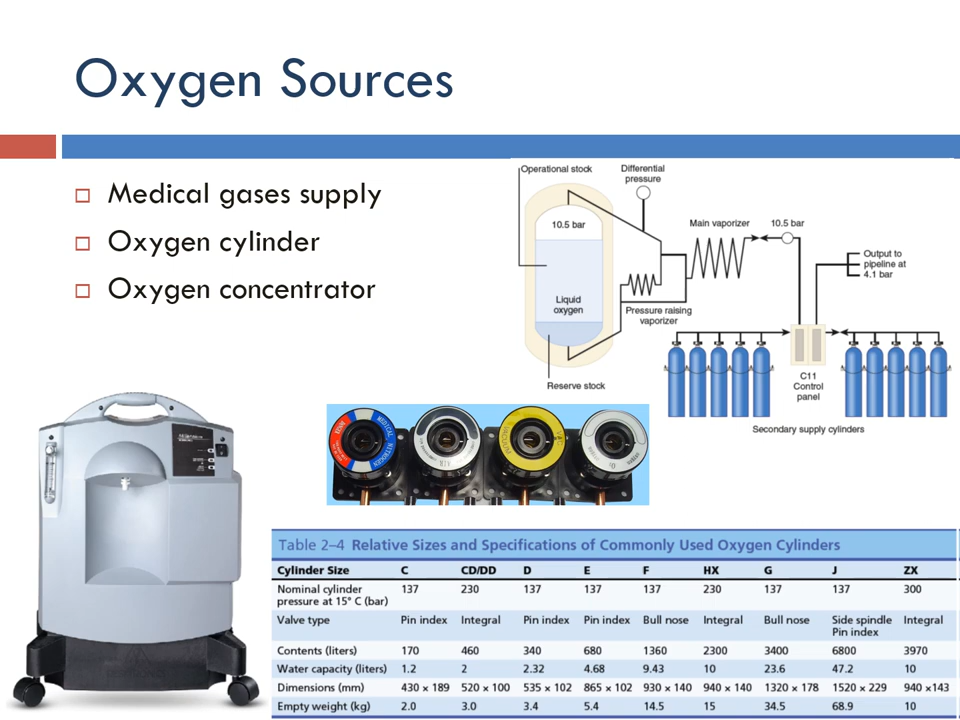 Oxygen Sources
Medical gases supply
Oxygen cylinder
Oxygen concentrator
Operational stock
Differential
pressure
10.5 bar
Main vaporizer
10.5 bar
Output to
pipeline at
4.1 bar
Liquid
oxygen
Pressure raising
vaporizer
Reserve stock
C11
Control
panel
Secondary supply cylinders
MEDICAL NITROGEN
Table 2–4 Relative Sizes and Specifications of Commonly Used Oxygen Cylinders
Cylinder Size C CD/DD D E F HX G J ZX
Nominal cylinder
pressure at 15° C (bar) 137 230 137 137 137 230 137 137 300
Valve type Pin index Integral Pin index Pin index Bull nose Integral Bull nose Side spindle
Pin index Integral
Contents (liters) 170 460 340 680 1360 2300 3400 6800 3970
Water capacity (liters) 1.2 2 2.32 4.68 9.43 10 23.6 47.2 10
Dimensions (mm) 430 × 189 520 × 100 535 × 102 865 × 102 930 × 140 940 × 140 1320 × 178 1520 × 229 940 ×143
Empty weight (kg) 2.0 3.0 3.4 5.4 14.5 15 34.5 68.9 10